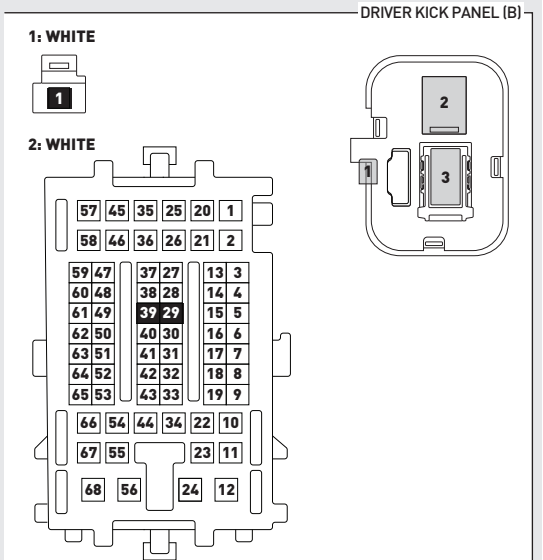 DRIVER KICK PANEL (B)
1: WHITE
1
2: WHITE
57 45 35 25 20 1
58 46 36 26 21 2
59 47 37 27 13 3
60 48 38 28 14 4
61 49 39 29 15 5
62 50 40 30 16 6
63 51 41 31 17 7
64 52 42 32 18 8
65 53 43 33 19 9
66 54 44 34 22 10
67 55 23 11
68 56 24 12
2
1
3